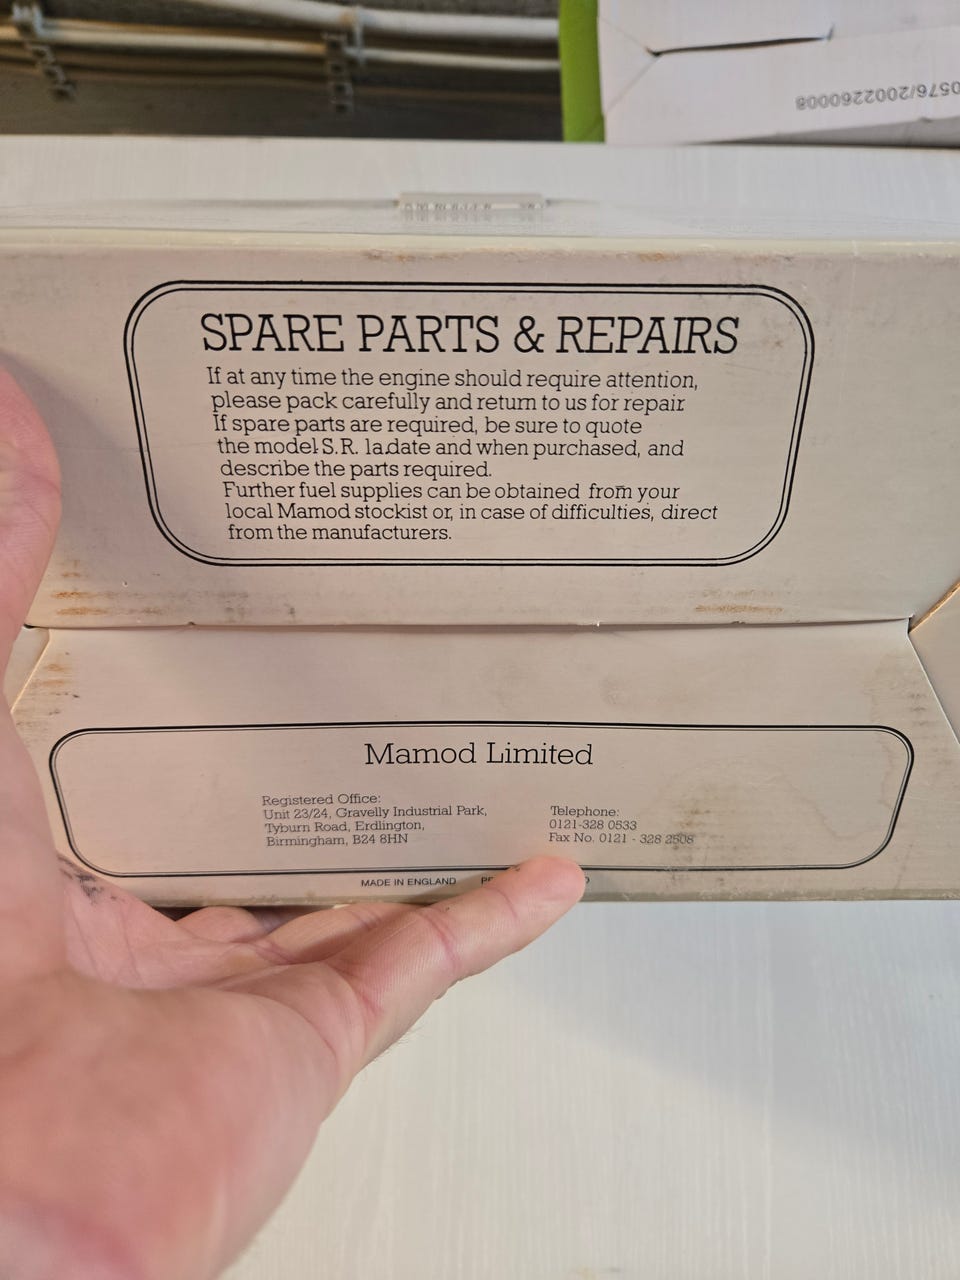 0576/2002260008
SPARE PARTS & REPAIRS
If at any time the engine should require attention,
please pack carefully and return to us for repair
If spare parts are required, be sure to quote
the model S.R. 1a.date and when purchased, and
describe the parts required.
Further fuel supplies can be obtained from your
local Mamod stockist or, in case of difficulties, direct
from the manufacturers.
Mamod Limited
Registered Office:
Unit 23/24, Gravelly Industrial Park,
Tyburn Road, Erdlington,
Birmingham, B24 8HN
Telephone:
0121-328 0533
Fax No. 0121 - 328 2508
MADE IN ENGLAND